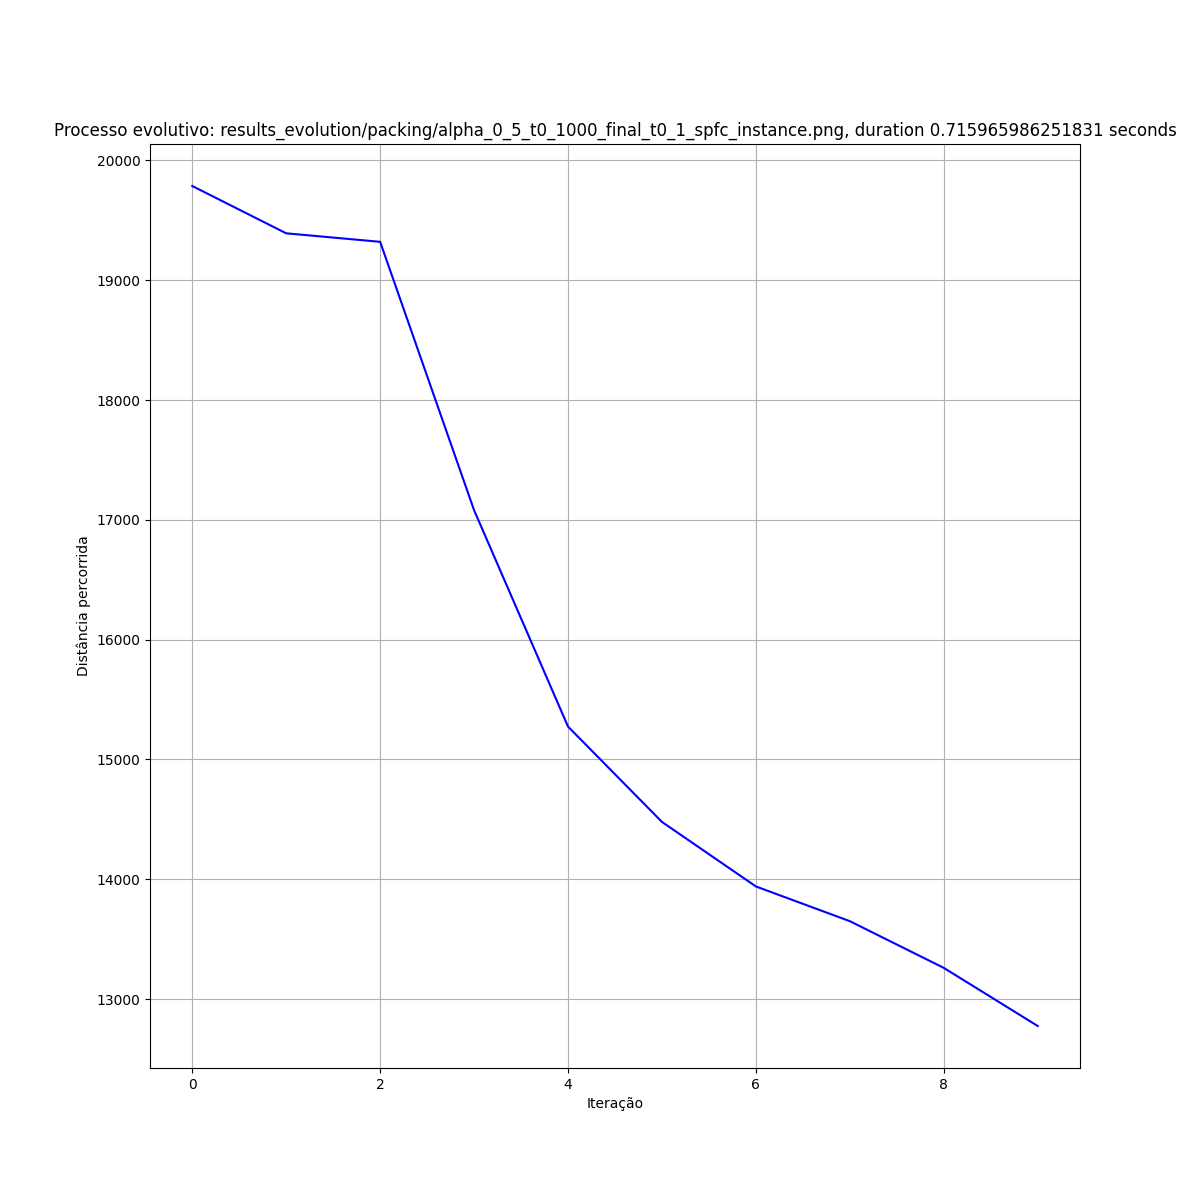 Processo evolutivo: results_evolution/packing/alpha_0_5_t0_1000_final_t0_1_spfc_instance.png, duration 0.715965986251831 seconds
20000
19000
18000
17000
16000
15000
14000
13000
Distância percorrida
0 2 4 6 8
Iteração